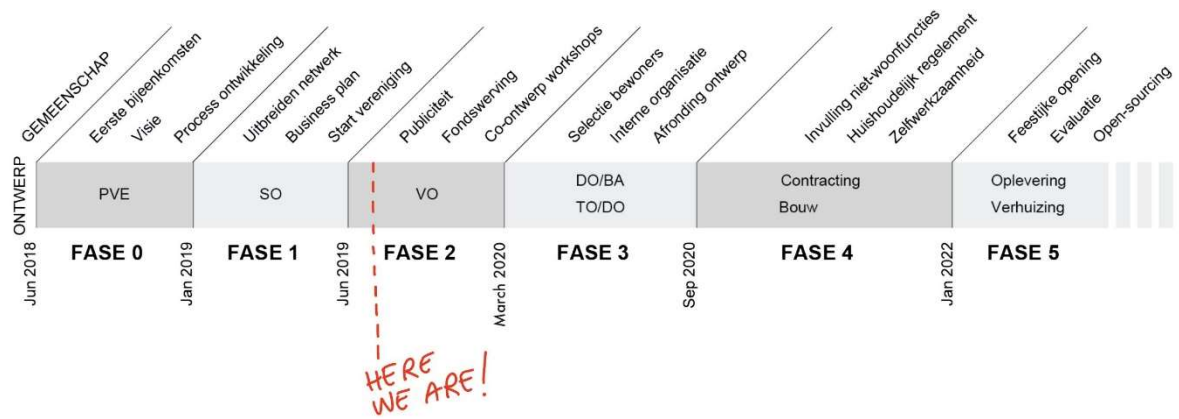 GEMEENSCHAP
Eerste bijeenkomsten
Visie
Process ontwikkeling
Uitbreiden netwerk
Business plan
Start vereniging
Publiciteit
Fondswerving
Co-ontwerp workshops
Selectie bewoners
Interne organisatie
Afronding ontwerp
Invulling niet-woonfuncties
Huishoudelijk regelement
Zelfwerkzaamheid
Feestelijke opening
Evaluatie
Open-sourcing
ONTWERP
PVE
SO
VO
DO/BA
TO/DO
Contracting
Bouw
Oplevering
Verhuizing
Jun 2018
FASE 0
Jan 2019
FASE 1
Jun 2019
FASE 2
March 2020
FASE 3
Sep 2020
FASE 4
Jan 2022
FASE 5
HERE
WE ARE!